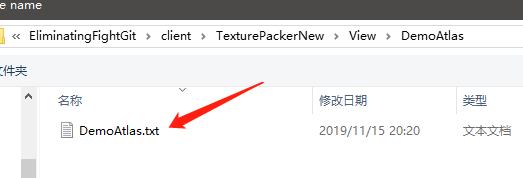 e name
EliminatingFightGit > client > TexturePackerNew > View > DemoAtlas
文件夹
名称 修改日期 类型
DemoAtlas.txt 2019/11/15 20:20 文本文档